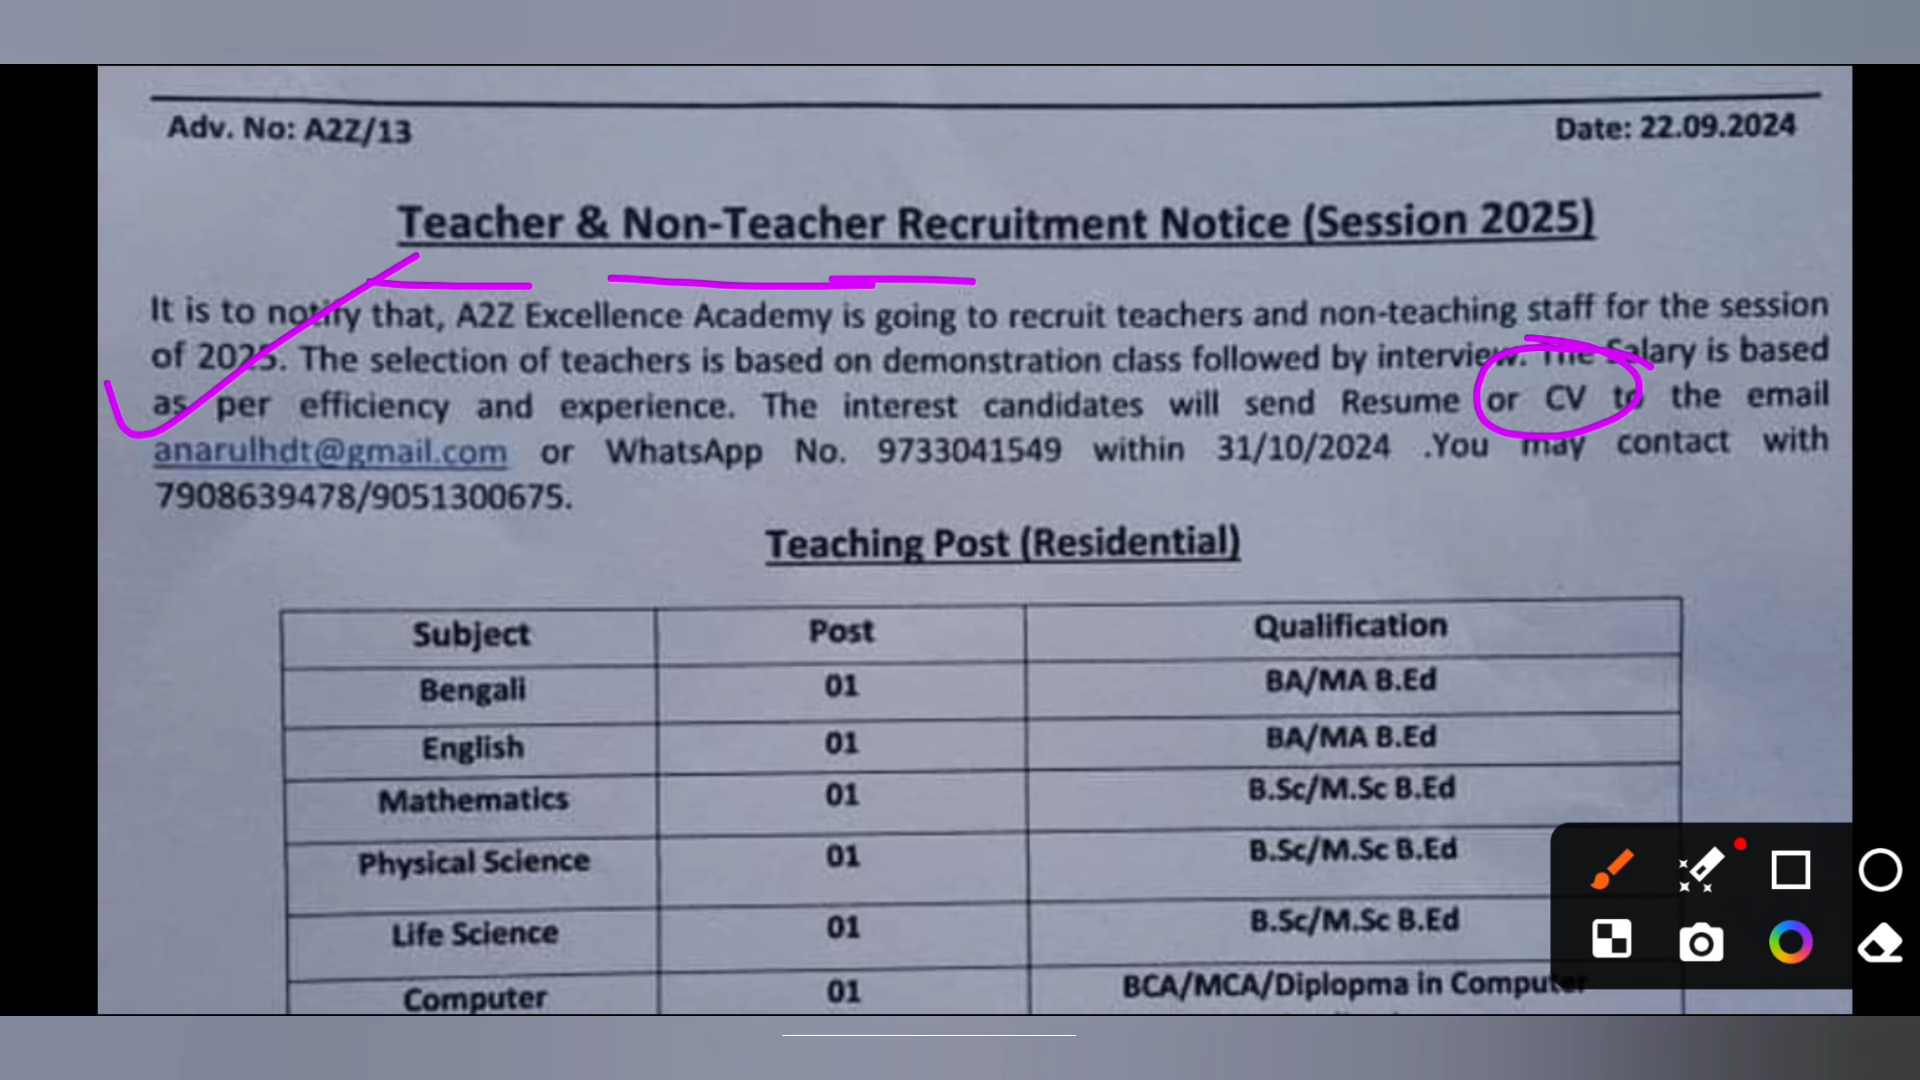 Adv. No: A2Z/13
Date: 22.09.2024
Teacher & Non-Teacher Recruitment Notice (Session 2025)
It is to notify that, A2Z Excellence Academy is going to recruit teachers and non-teaching staff for the session
of 2025. The selection of teachers is based on demonstration class followed by interview. The Salary is based
as per efficiency and experience. The interest candidates will send Resume or CV to the email
anarulhdt@gmail.com or WhatsApp No. 9733041549 within 31/10/2024 .You may contact with
7908639478/9051300675.
Teaching Post (Residential)
Subject Post Qualification
Bengali 01 BA/MA B.Ed
English 01 BA/MA B.Ed
Mathematics 01 B.Sc/M.Sc B.Ed
Physical Science 01 B.Sc/M.Sc B.Ed
Life Science 01 B.Sc/M.Sc B.Ed
Computer 01 BCA/MCA/Diplopma in Computer